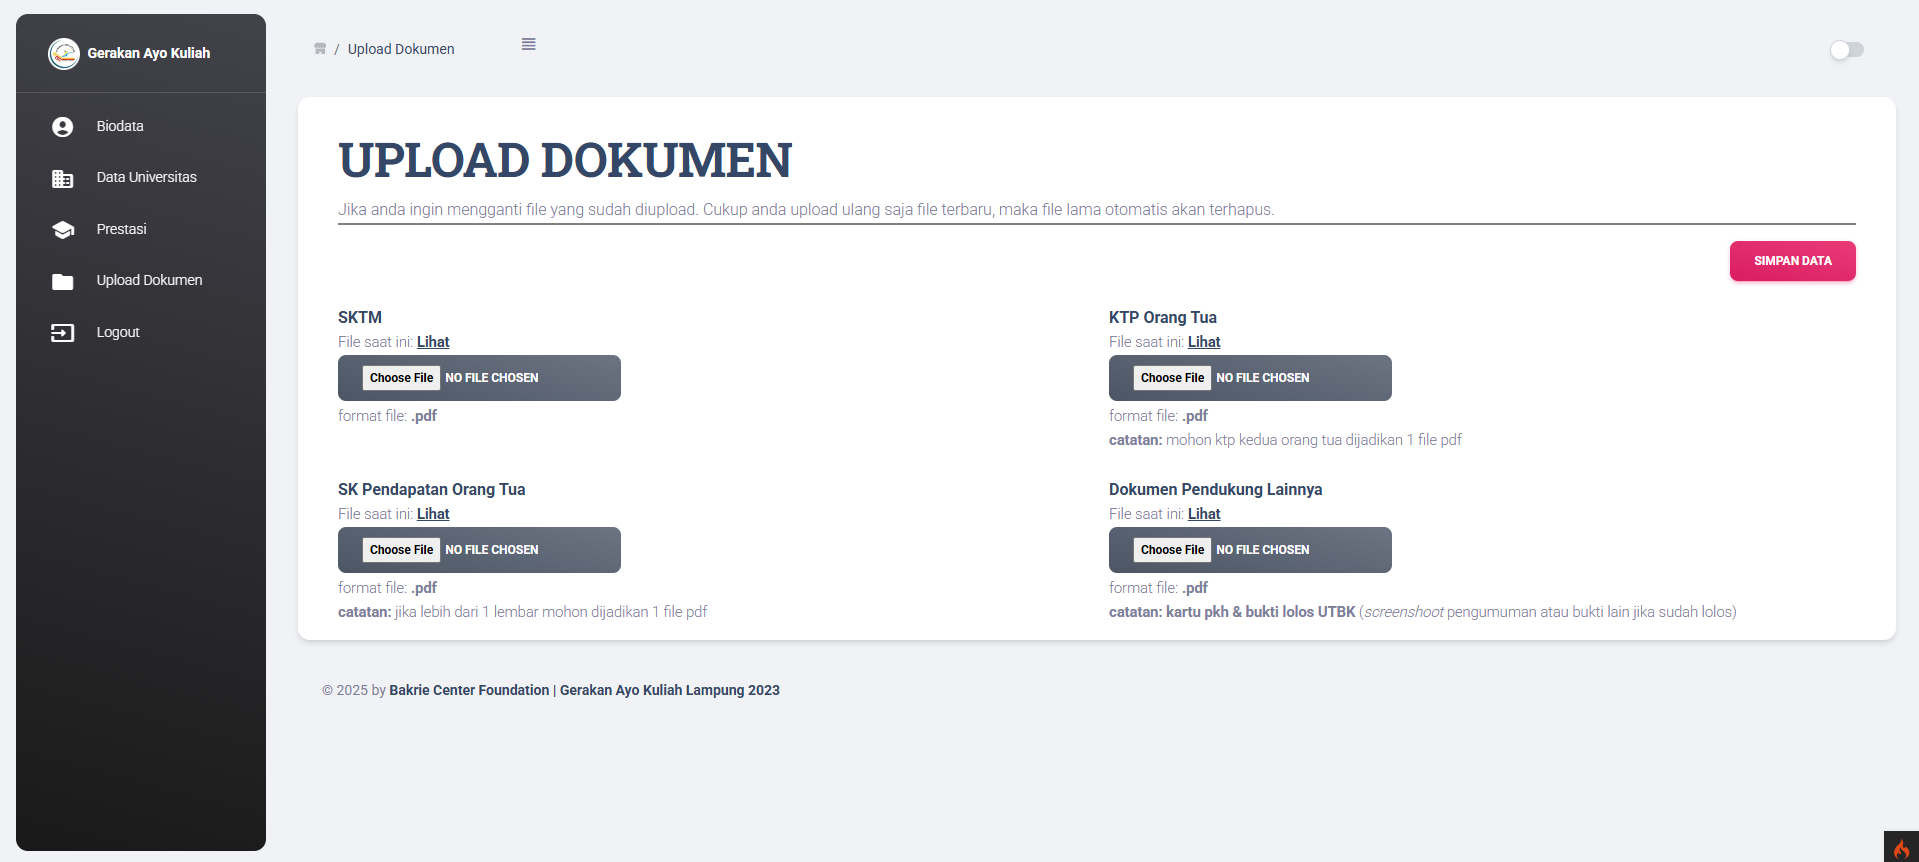 Gerakan Ayo Kuliah
Biodata
Data Universitas
Prestasi
Upload Dokumen
Logout
/ Upload Dokumen
UPLOAD DOKUMEN
Jika anda ingin mengganti file yang sudah diupload. Cukup anda upload ulang saja file terbaru, maka file lama otomatis akan terhapus.
SIMPAN DATA
SKTM
File saat ini: Lihat
Choose File NO FILE CHOSEN
format file: .pdf
KTP Orang Tua
File saat ini: Lihat
Choose File NO FILE CHOSEN
format file: .pdf
catatan: mohon ktp kedua orang tua dijadikan 1 file pdf
SK Pendapatan Orang Tua
File saat ini: Lihat
Choose File NO FILE CHOSEN
format file: .pdf
catatan: jika lebih dari 1 lembar mohon dijadikan 1 file pdf
Dokumen Pendukung Lainnya
File saat ini: Lihat
Choose File NO FILE CHOSEN
format file: .pdf
catatan: kartu pkh & bukti lolos UTBK (screenshoot pengumuman atau bukti lain jika sudah lolos)
© 2025 by Bakrie Center Foundation | Gerakan Ayo Kuliah Lampung 2023